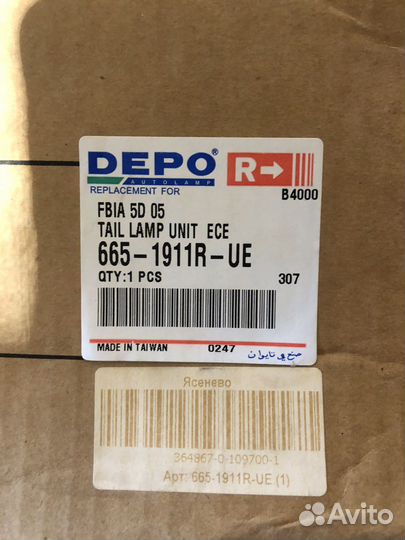 DEPO
AUTOLAMP
R→
REPLACEMENT FOR
B4000
FBIA 5D 05
TAIL LAMP UNIT ECE
665-1911R-UE
QTY:1 PCS
307
MADE IN TAIWAN
0247
صنع في تايوان
Ясенево
364867-0-109700-1
Арт: 665-1911R-UE (1)
Avito